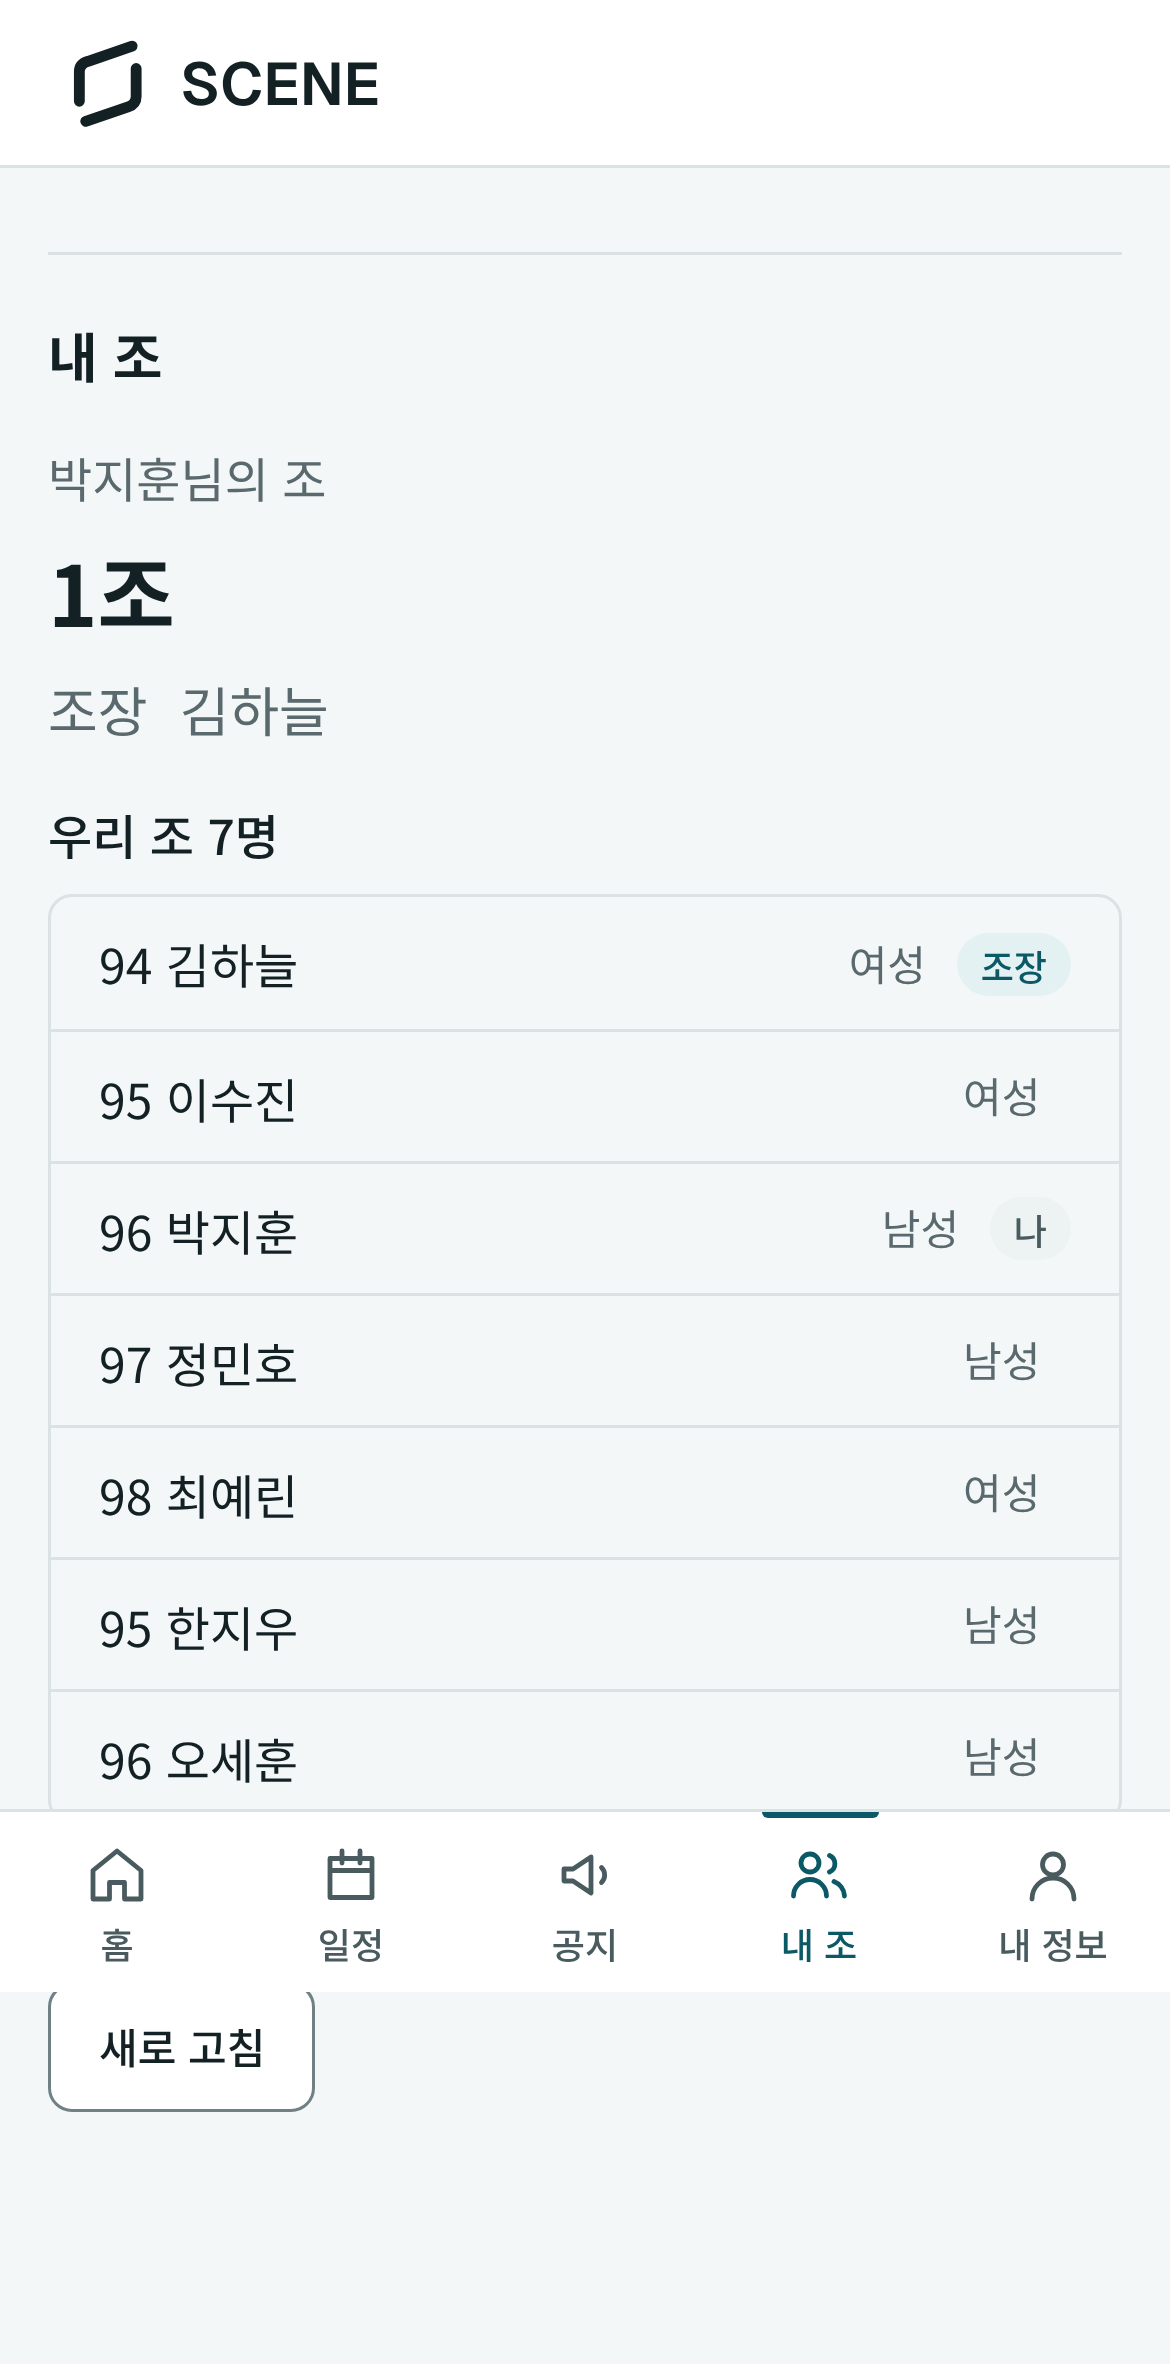 SCENE
내 조
박지훈님의 조
1조
조장 김하늘
우리 조 7명
94 김하늘 여성 조장
95 이수진 여성
96 박지훈 남성 나
97 정민호 남성
98 최예린 여성
95 한지우 남성
96 오세훈 남성
홈 일정 공지 내 조 내 정보
새로 고침